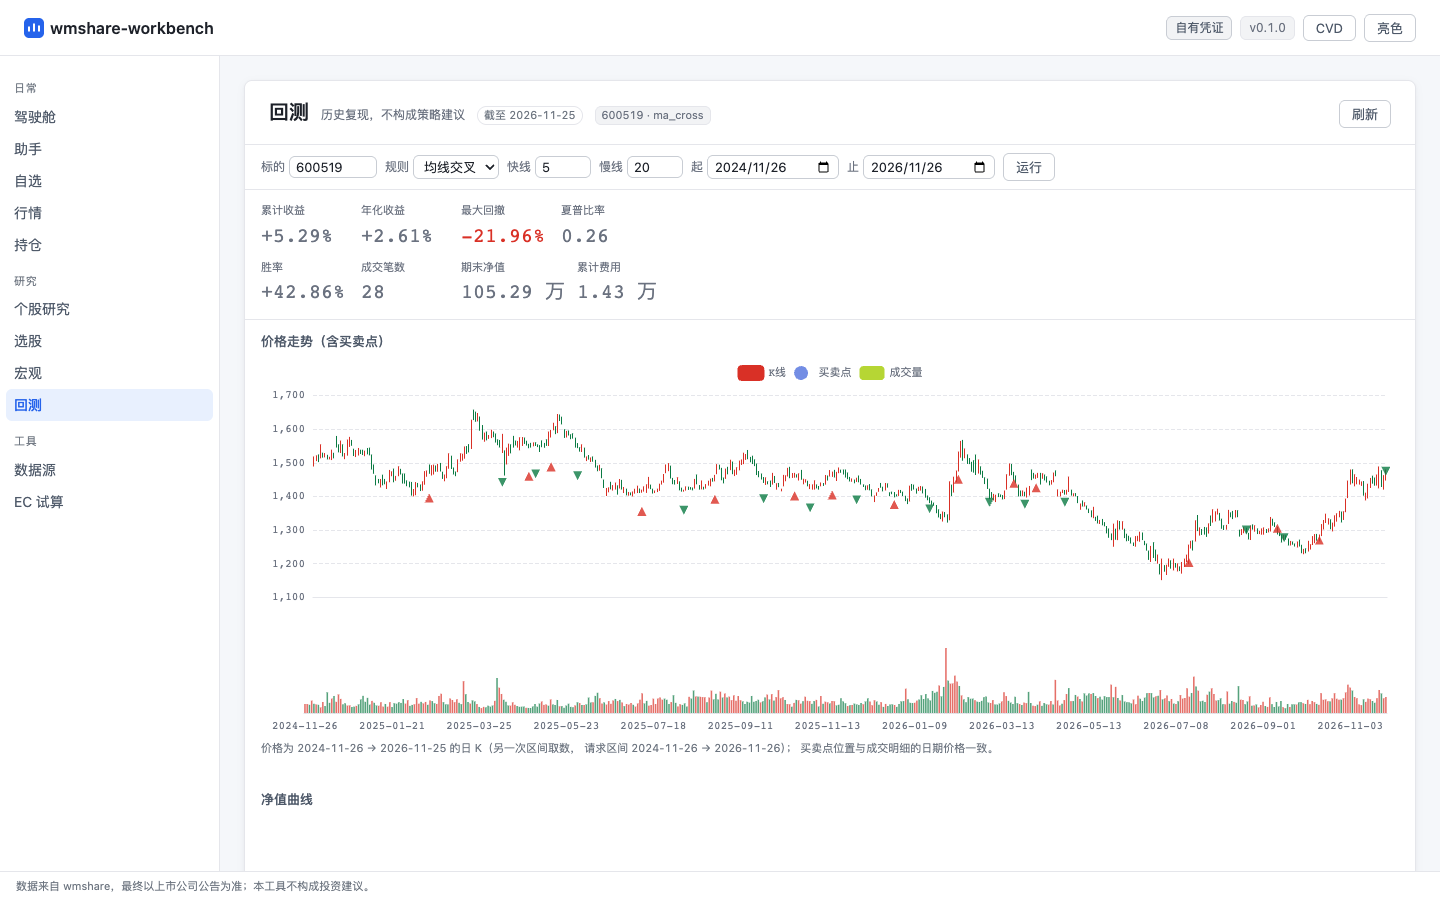 wmshare-workbench
自有凭证 v0.1.0 CVD 亮色
日常
驾驶舱
助手
自选
行情
持仓
研究
个股研究
选股
宏观
回测
工具
数据源
EC 试算
回测 历史复现，不构成策略建议 截至 2026-11-25 600519 · ma_cross 刷新
标的 600519 规则 均线交叉 快线 5 慢线 20 起 2024/11/26 止 2026/11/26 运行
累计收益 年化收益 最大回撤 夏普比率
+5.29% +2.61% -21.96% 0.26
胜率 成交笔数 期末净值 累计费用
+42.86% 28 105.29 万 1.43 万
价格走势（含买卖点）
K线 买卖点 成交量
1,700
1,600
1,500
1,400
1,300
1,200
1,100
2024-11-26 2025-01-21 2025-03-25 2025-05-23 2025-07-18 2025-09-11 2025-11-13 2026-01-09 2026-03-13 2026-05-13 2026-07-08 2026-09-01 2026-11-03
价格为 2024-11-26 → 2026-11-25 的日 K（另一次区间取数，请求区间 2024-11-26 → 2026-11-26）；买卖点位置与成交明细的日期价格一致。
净值曲线
数据来自 wmshare，最终以上市公司公告为准；本工具不构成投资建议。